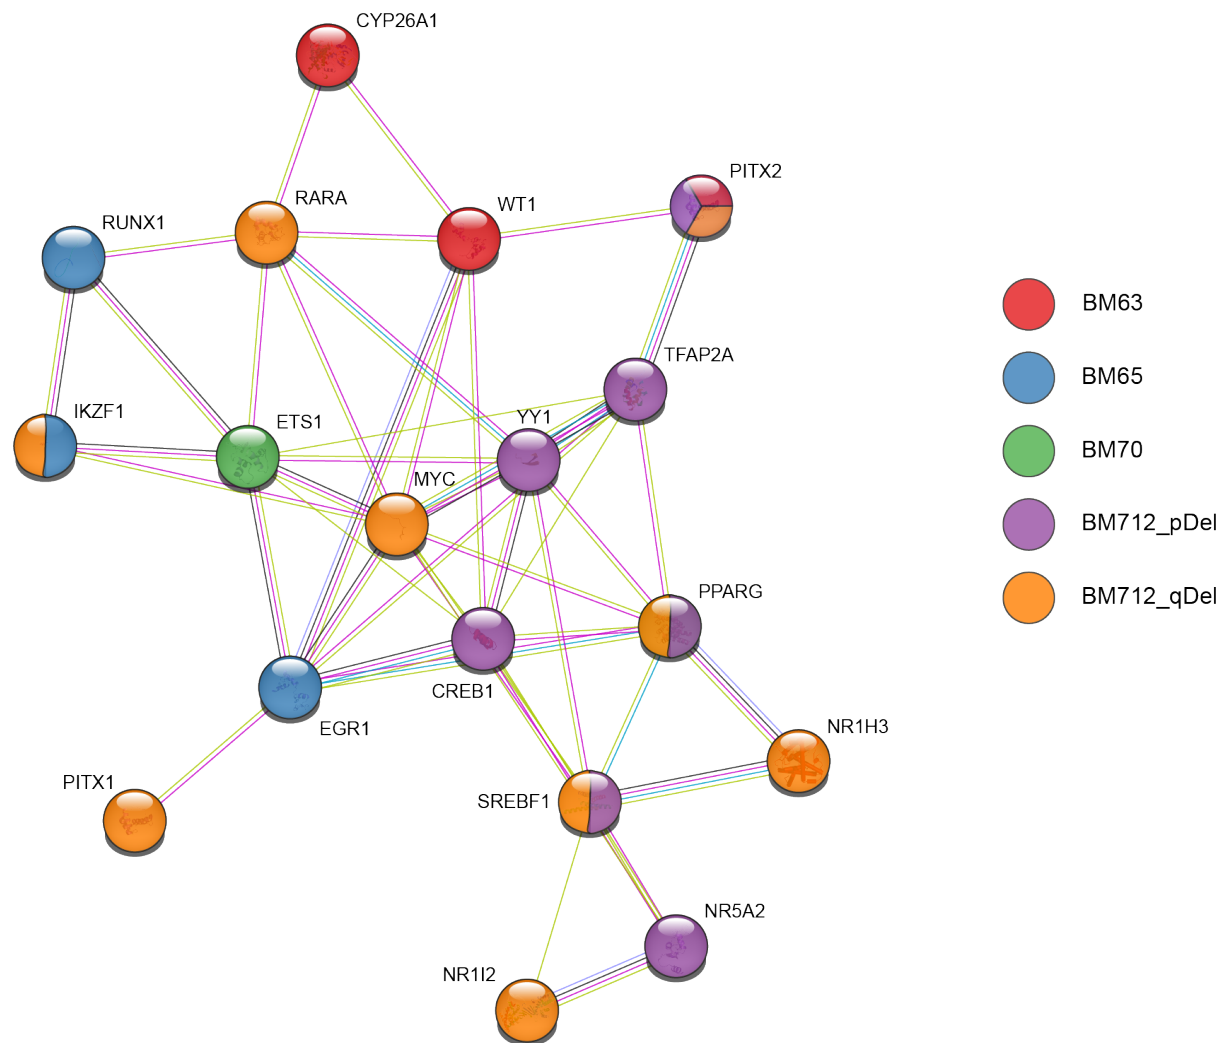 CYP26A1
PITX2
RARA
WT1
RUNX1
TFAP2A
IKZF1
ETS1
YY1
MYC
PPARG
CREB1
EGR1
NR1H3
PITX1
SREBF1
NR5A2
NR1I2
BM63
BM65
BM70
BM712_pDel
BM712_qDel